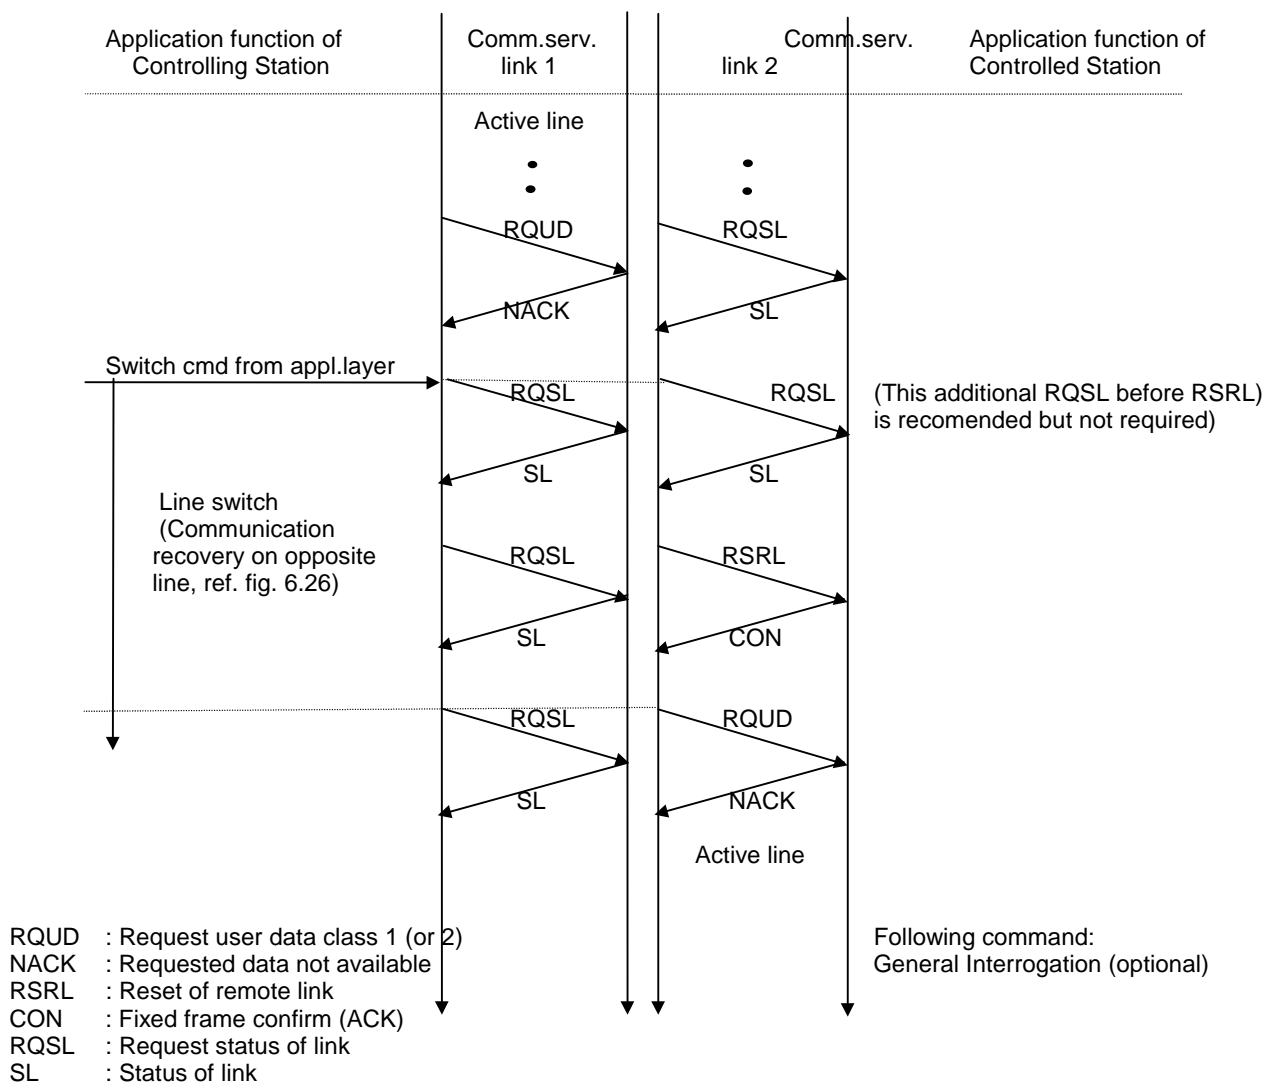 Application function of
Controlling Station
Comm.serv.
link 1
Comm.serv.
link 2
Application function of
Controlled Station
Active line
RQUD
RQSL
NACK
SL
Switch cmd from appl.layer
RQSL
RQSL
(This additional RQSL before RSRL)
is recomended but not required)
SL
SL
Line switch
(Communication
recovery on opposite
line, ref. fig. 6.26)
RQSL
RSRL
SL
CON
RQSL
RQUD
SL
NACK
Active line
RQUD : Request user data class 1 (or 2)
NACK : Requested data not available
RSRL : Reset of remote link
CON : Fixed frame confirm (ACK)
RQSL : Request status of link
SL : Status of link
Following command:
General Interrogation (optional)